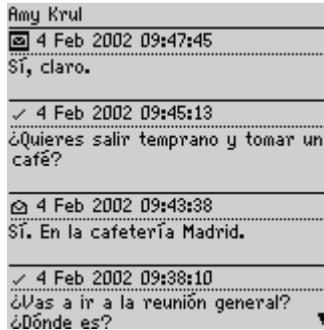 Amy Krul
4 Feb 2002 09:47:45
Sí, claro.
4 Feb 2002 09:45:13
¿Quieres salir temprano y tomar un
café?
4 Feb 2002 09:43:38
Sí. En la cafetería Madrid.
4 Feb 2002 09:38:10
¿Vas a ir a la reunión general?
¿Dónde es?